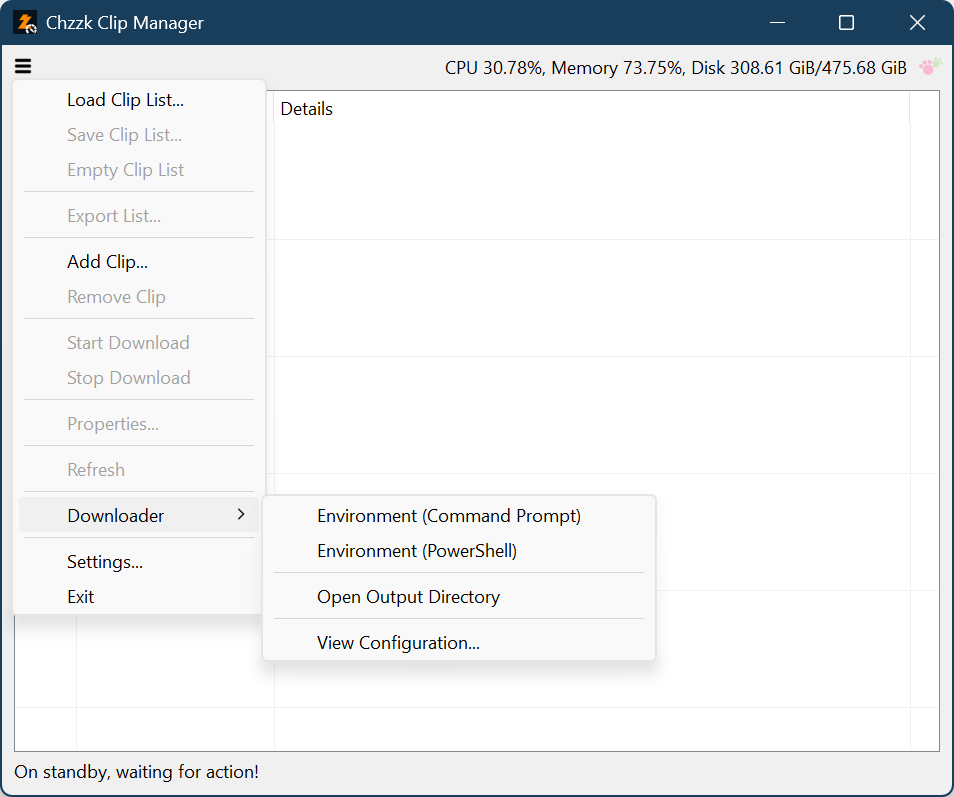 Chzzk Clip Manager
CPU 30.78%, Memory 73.75%, Disk 308.61 GiB/475.68 GiB
Details
Load Clip List...
Save Clip List...
Empty Clip List
Export List...
Add Clip...
Remove Clip
Start Download
Stop Download
Properties...
Refresh
Downloader
Settings...
Exit
Environment (Command Prompt)
Environment (PowerShell)
Open Output Directory
View Configuration...
On standby, waiting for action!